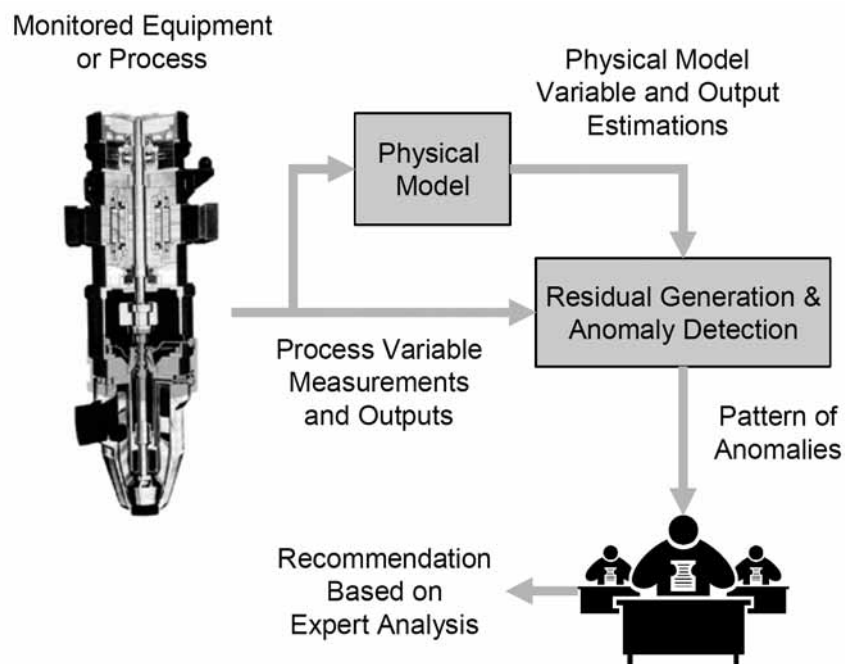 Monitored Equipment
or Process
Physical Model
Variable and Output
Estimations
Physical
Model
Residual Generation &
Anomaly Detection
Process Variable
Measurements
and Outputs
Pattern of
Anomalies
Recommendation
Based on
Expert Analysis